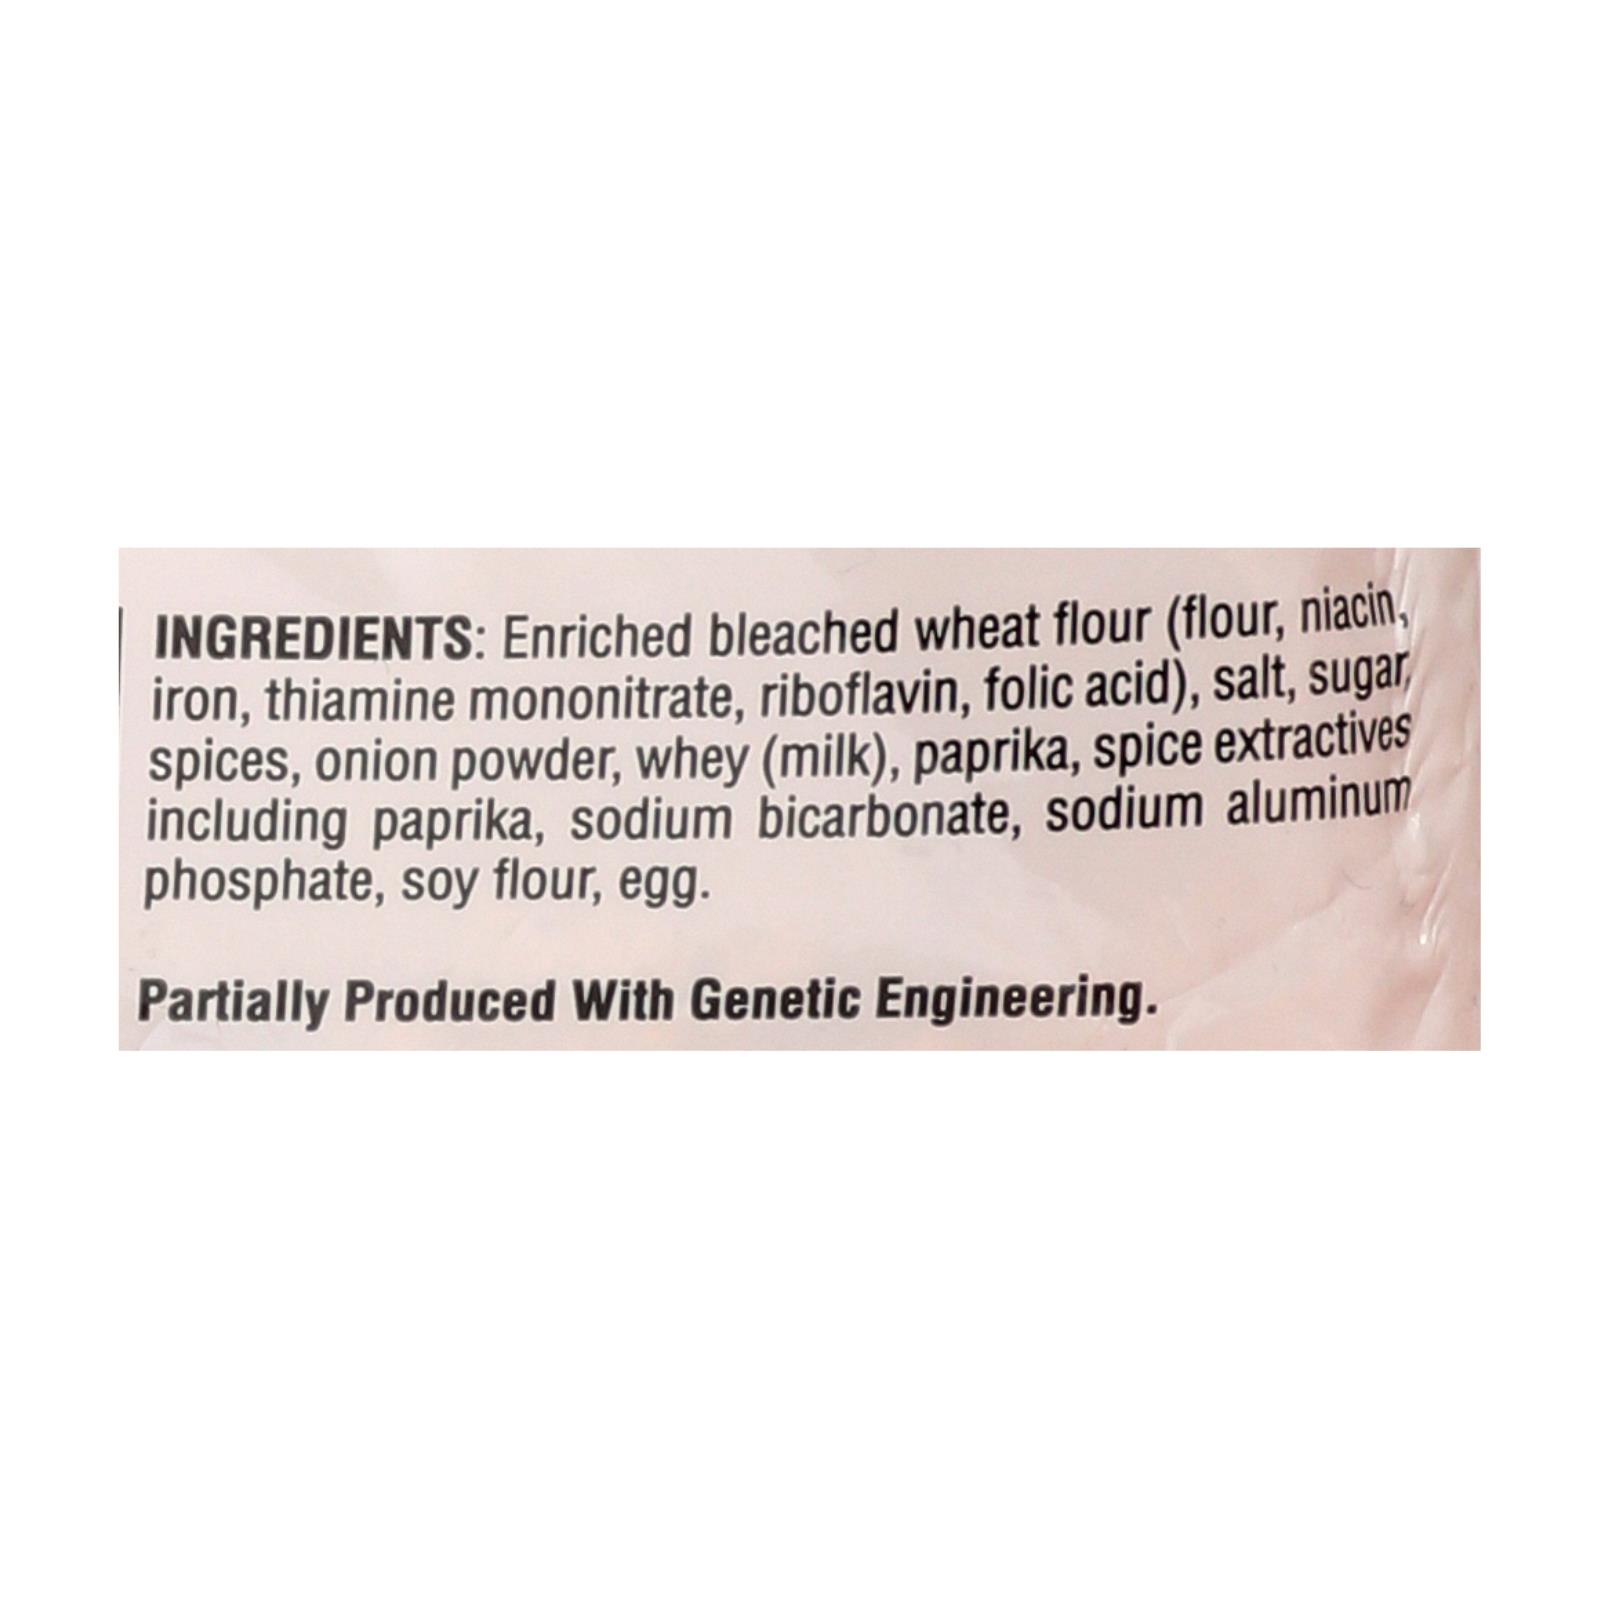 INGREDIENTS: Enriched bleached wheat flour (flour, niacin,
iron, thiamine mononitrate, riboflavin, folic acid), salt, sugar,
spices, onion powder, whey (milk), paprika, spice extractives
including paprika, sodium bicarbonate, sodium aluminum
phosphate, soy flour, egg.
Partially Produced With Genetic Engineering.